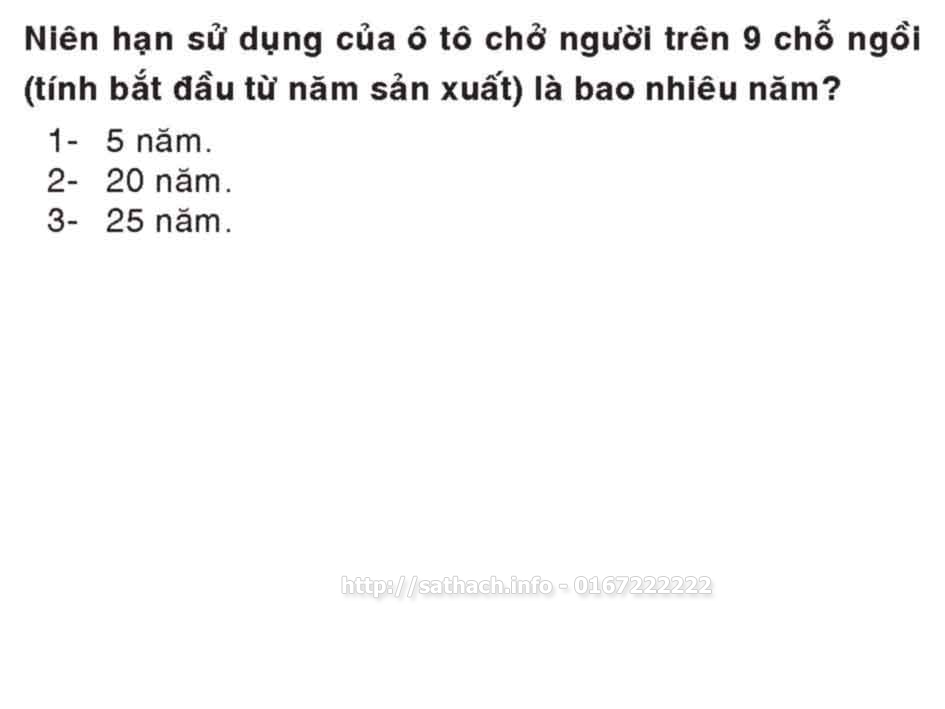 Niên hạn sử dụng của ô tô chở người trên 9 chỗ ngồi
(tính bắt đầu từ năm sản xuất) là bao nhiêu năm?
1- 5 năm.
2- 20 năm.
3- 25 năm.
http://sathach.info - 0167222222